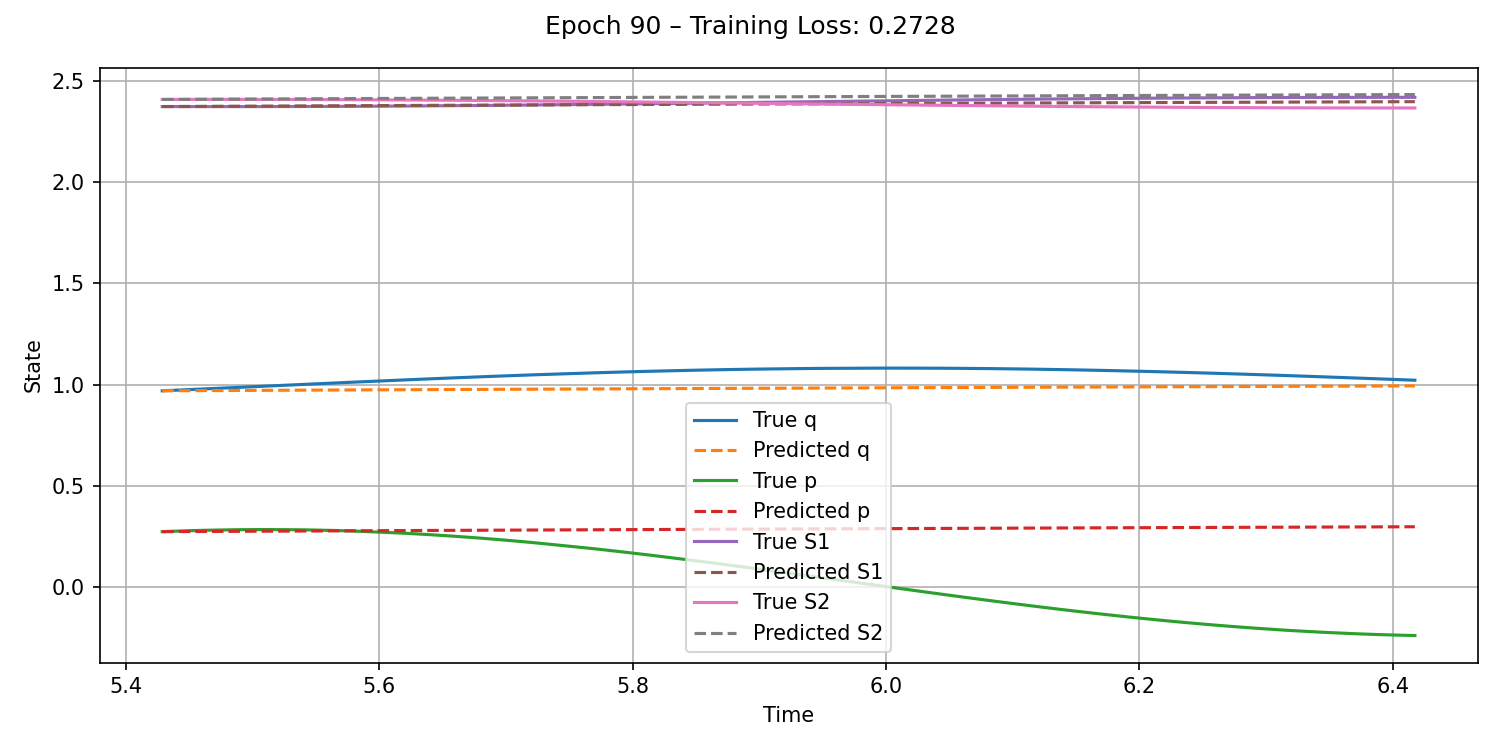 Epoch 90 – Training Loss: 0.2728
2.5
2.0
1.5
1.0
0.5
0.0
State
True q
Predicted q
True p
Predicted p
True S1
Predicted S1
True S2
Predicted S2
5.4 5.6 5.8 6.0 6.2 6.4
Time